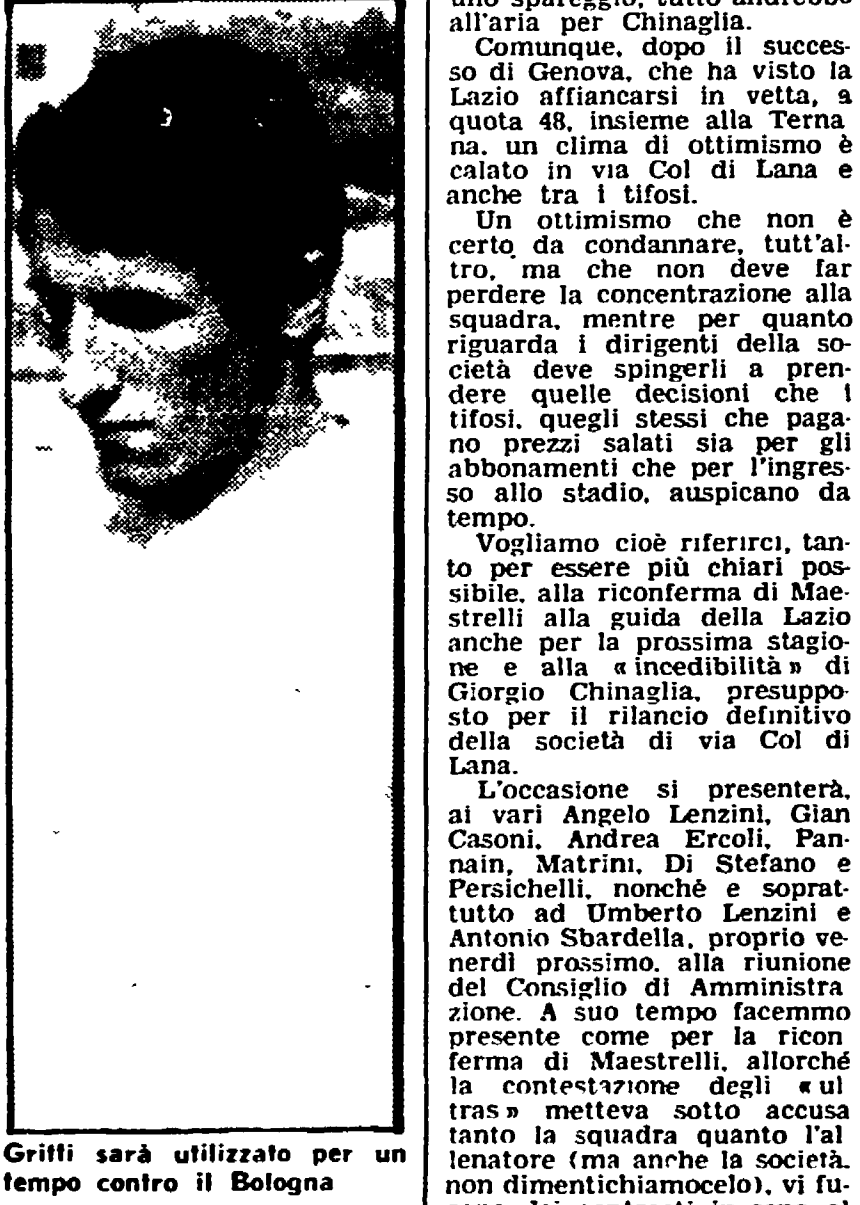 Gritti sarà utilizzato per un
tempo contro il Bologna
uno spareggio, tutto andrebbe
all'aria per Chinaglia.
Comunque, dopo il succes-
so di Genova, che ha visto la
Lazio affiancarsi in vetta, a
quota 48, insieme alla Terna
na. un clima di ottimismo è
calato in via Col di Lana e
anche tra i tifosi.
Un ottimismo che non è
certo da condannare, tutt'al-
tro, ma che non deve far
perdere la concentrazione alla
squadra, mentre per quanto
riguarda i dirigenti della so-
cietà deve spingerli a pren-
dere quelle decisioni che i
tifosi, quegli stessi che paga-
no prezzi salati sia per gli
abbonamenti che per l'ingres-
so allo stadio, auspicano da
tempo.
Vogliamo cioè riferirci, tan-
to per essere più chiari pos-
sibile, alla riconferma di Mae-
strelli alla guida della Lazio
anche per la prossima stagio-
ne e alla «incedibilità» di
Giorgio Chinaglia, presuppo-
sto per il rilancio definitivo
della società di via Col di
Lana.
L'occasione si presenterà,
ai vari Angelo Lenzini, Gian
Casoni, Andrea Ercoli, Pan-
nain, Matrini, Di Stefano e
Persichelli, nonché e soprat-
tutto ad Umberto Lenzini e
Antonio Sbardella, proprio ve-
nerdì prossimo. alla riunione
del Consiglio di Amministra
zione. A suo tempo facemmo
presente come per la ricon
ferma di Maestrelli, allorché
la contestazione degli «ul
tras» metteva sotto accusa
tanto la squadra quanto l'al
lenatore (ma anche la società.
non dimentichiamocelo), vi fu-